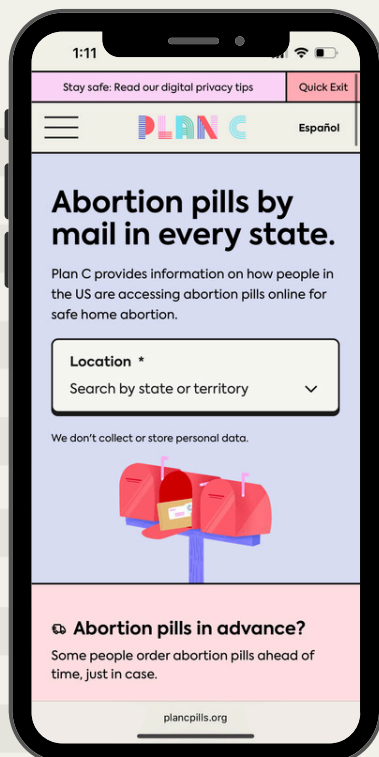 1:11
Stay safe: Read our digital privacy tips
Quick Exit
PLAN C
Español
Abortion pills by
mail in every state.
Plan C provides information on how people in
the US are accessing abortion pills online for
safe home abortion.
Location *
Search by state or territory
We don't collect or store personal data.
Abortion pills in advance?
Some people order abortion pills ahead of
time, just in case.
plancpills.org